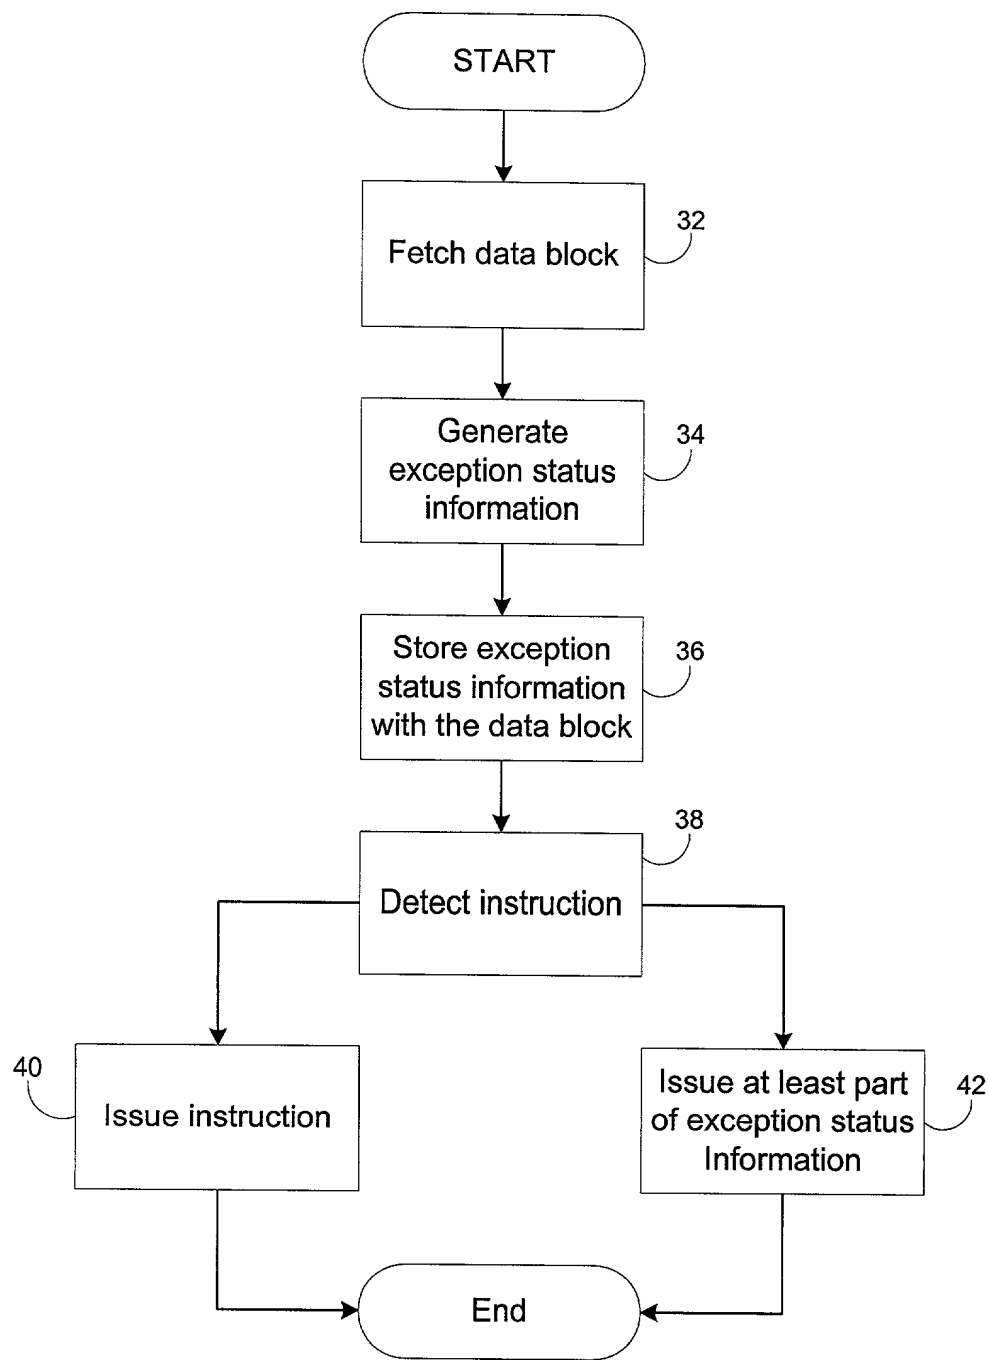 START
32
Fetch data block
34
Generate
exception status
information
36
Store exception
status information
with the data block
38
Detect instruction
40
Issue instruction
42
Issue at least part
of exception status
Information
End